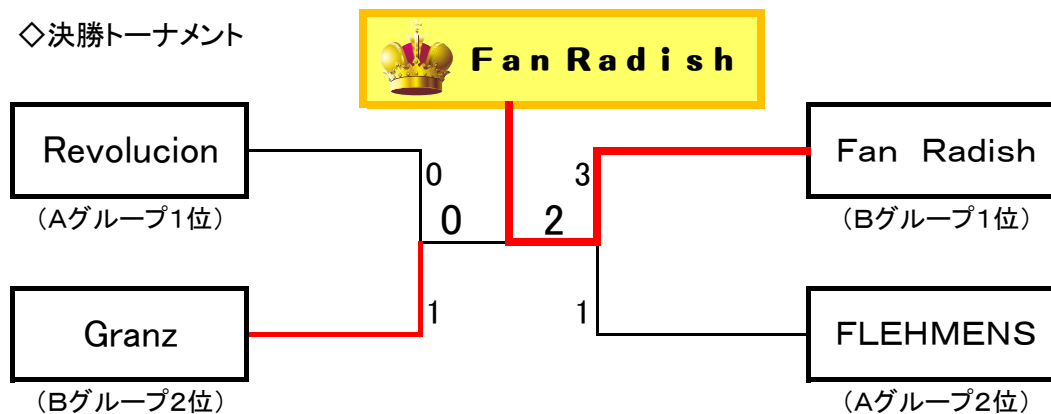 ◇決勝トーナメント
Fan Radish
Revolucion
(Aグループ1位)
0
3
Fan Radish
(Bグループ1位)
0
2
Granz
(Bグループ2位)
1
1
FLEHMENS
(Aグループ2位)